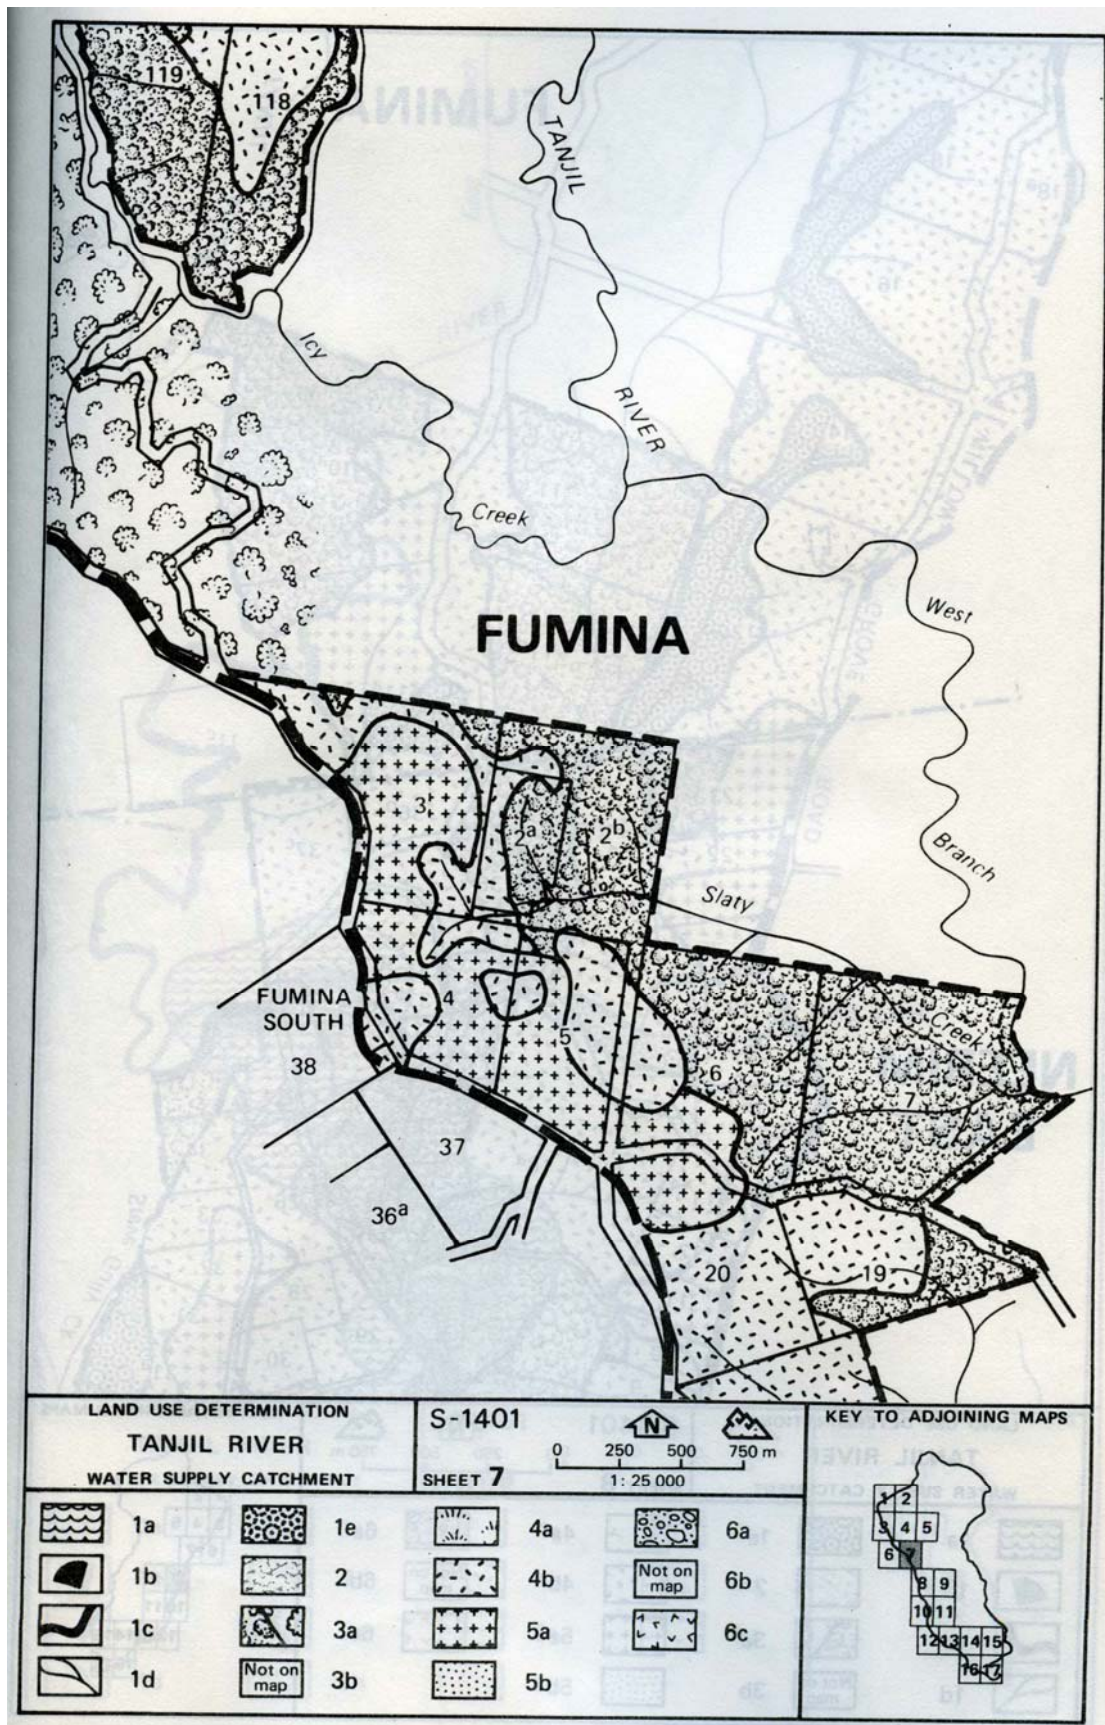 119
118
TANJIL
Icy
RIVER
Creek
FUMINA
West
3
2a
2b
Branch
Slaty
FUMINA
SOUTH
4
5
Creek
38
6
7
37
36a
20
19
LAND USE DETERMINATION
TANJIL RIVER
WATER SUPPLY CATCHMENT
S-1401
N
0 250 500 750 m
SHEET 7
1: 25 000
KEY TO ADJOINING MAPS
1a
1e
4a
6a
1b
2
4b
Not on
map
6b
1c
3a
5a
6c
1d
Not on
map
3b
5b
1 2
3 4 5
6 7
8 9
10 11
12 13 14 15
16 17